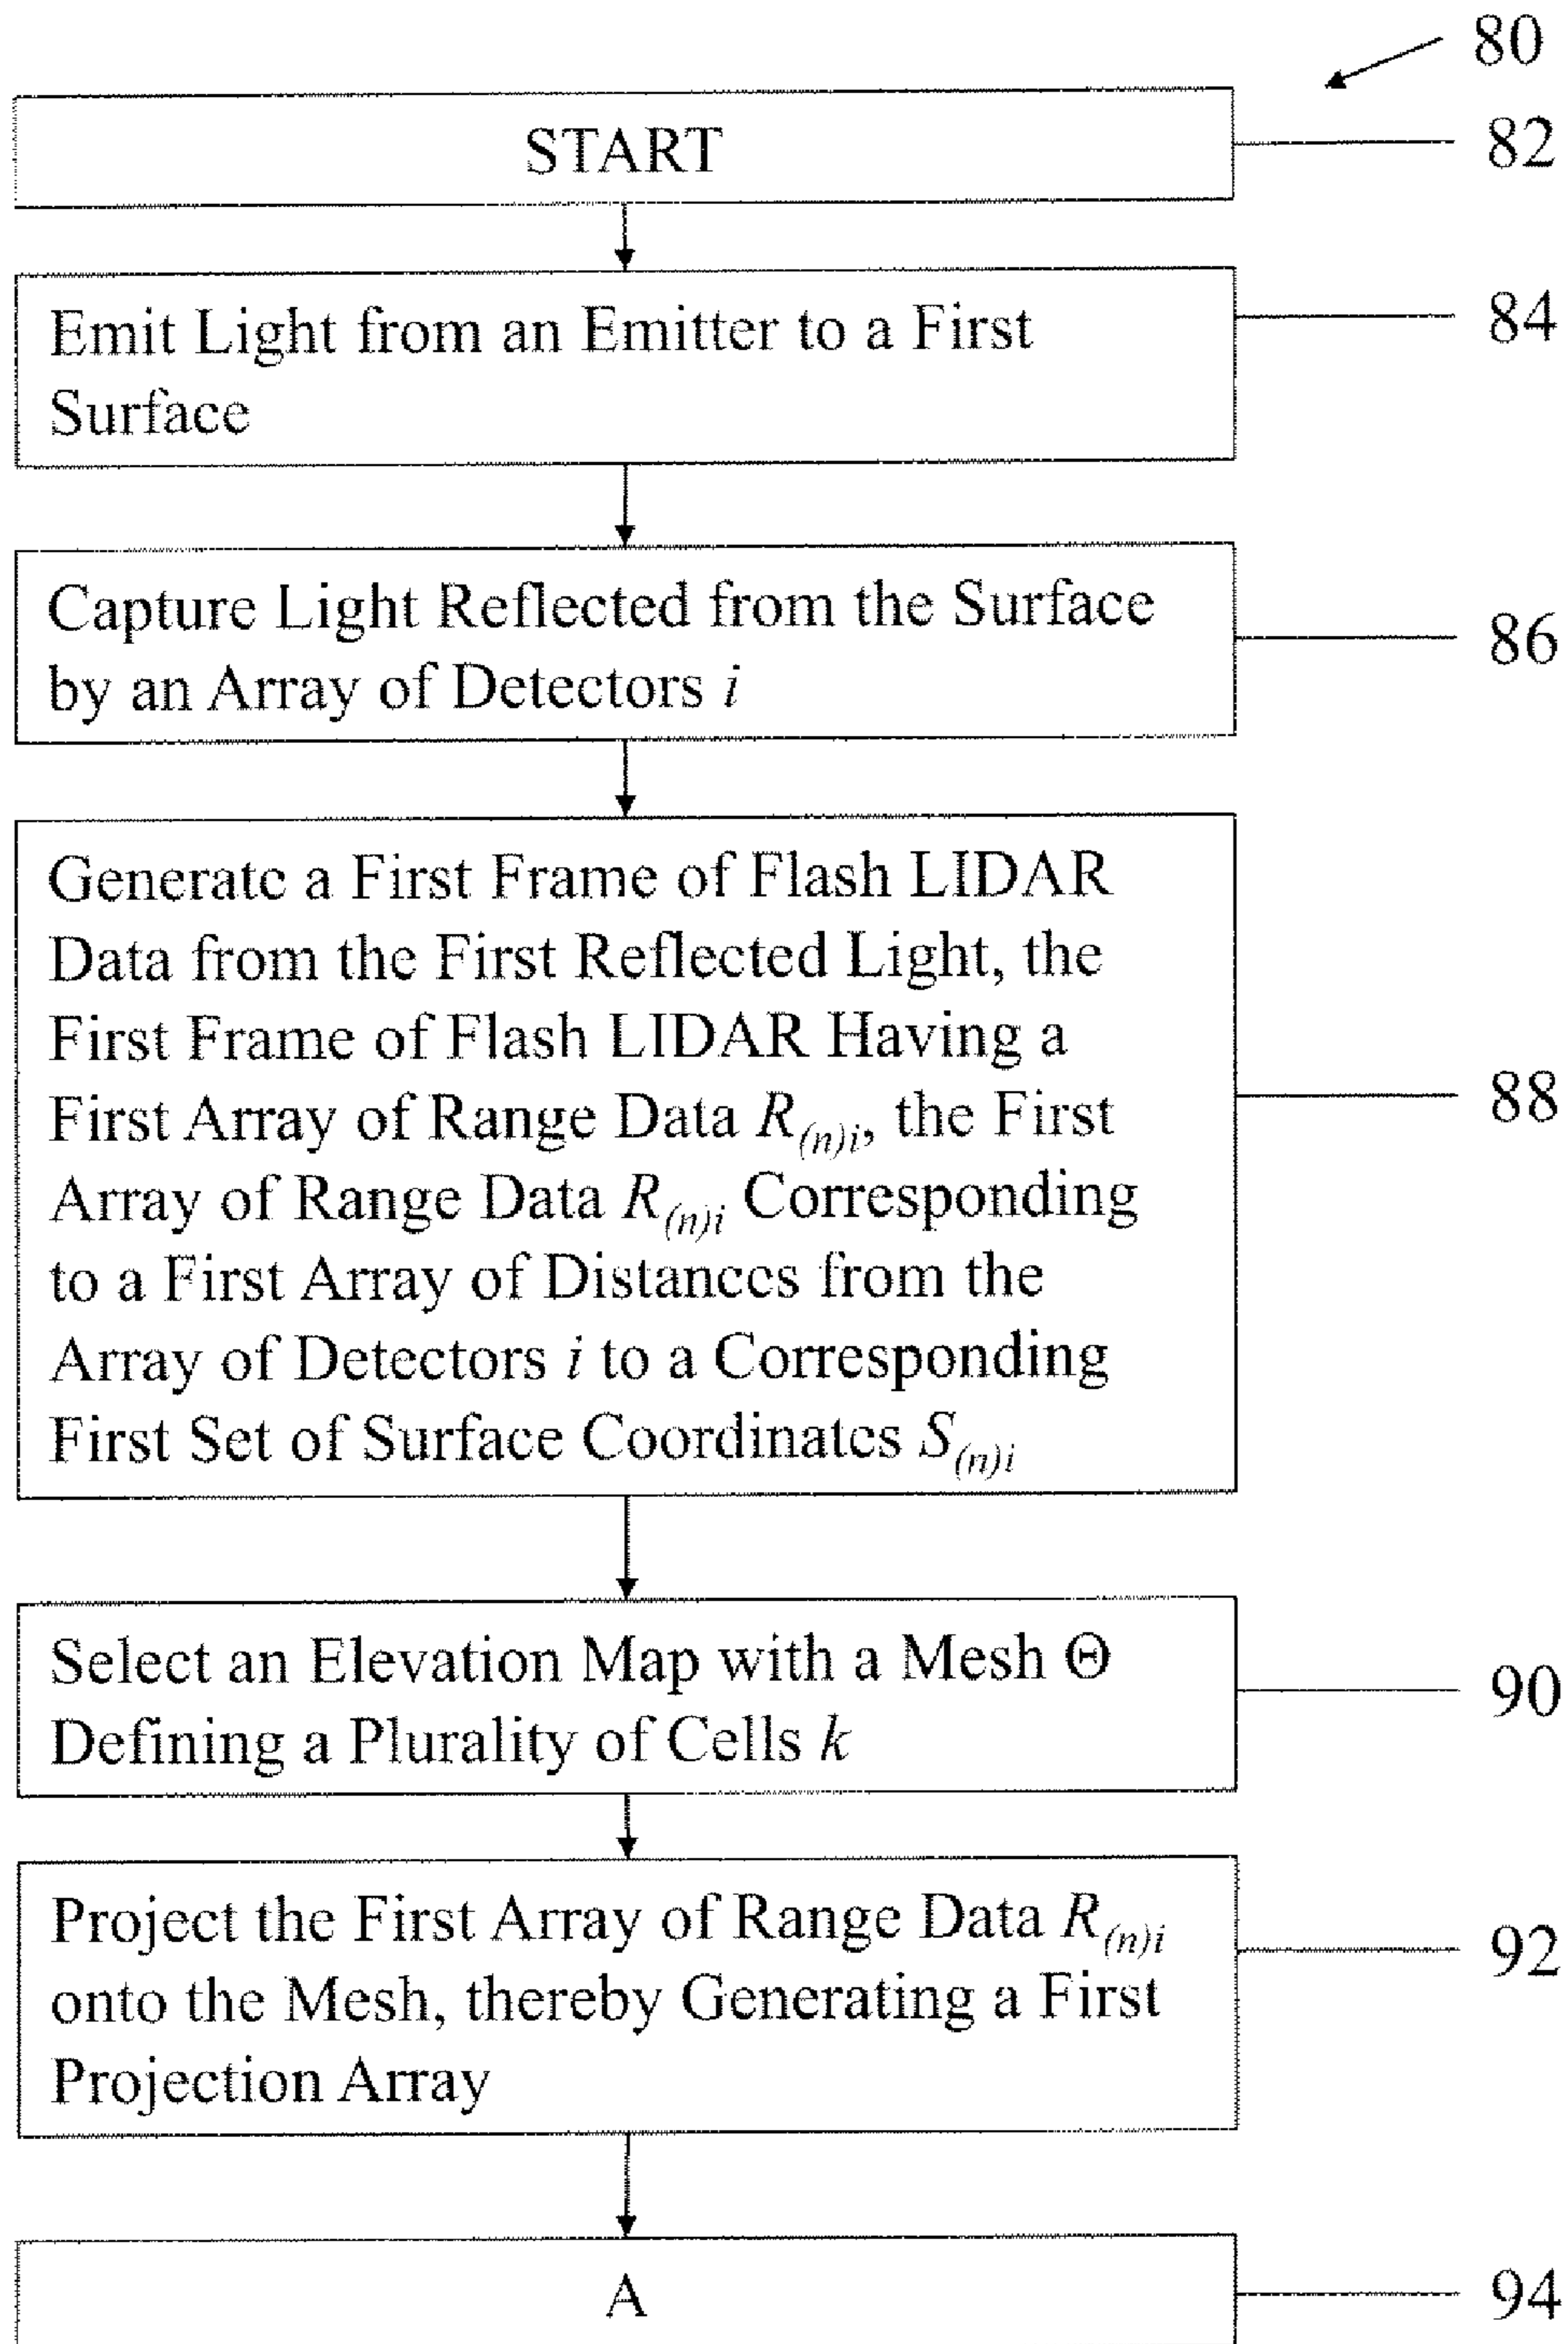 80
START
82
Emit Light from an Emitter to a First
Surface
84
Capture Light Reflected from the Surface
by an Array of Detectors i
86
Generate a First Frame of Flash LIDAR
Data from the First Reflected Light, the
First Frame of Flash LIDAR Having a
First Array of Range Data R(n)i, the First
Array of Range Data R(n)i Corresponding
to a First Array of Distances from the
Array of Detectors i to a Corresponding
First Set of Surface Coordinates S(n)i
88
Select an Elevation Map with a Mesh Θ
Defining a Plurality of Cells k
90
Project the First Array of Range Data R(n)i
onto the Mesh, thereby Generating a First
Projection Array
92
A
94